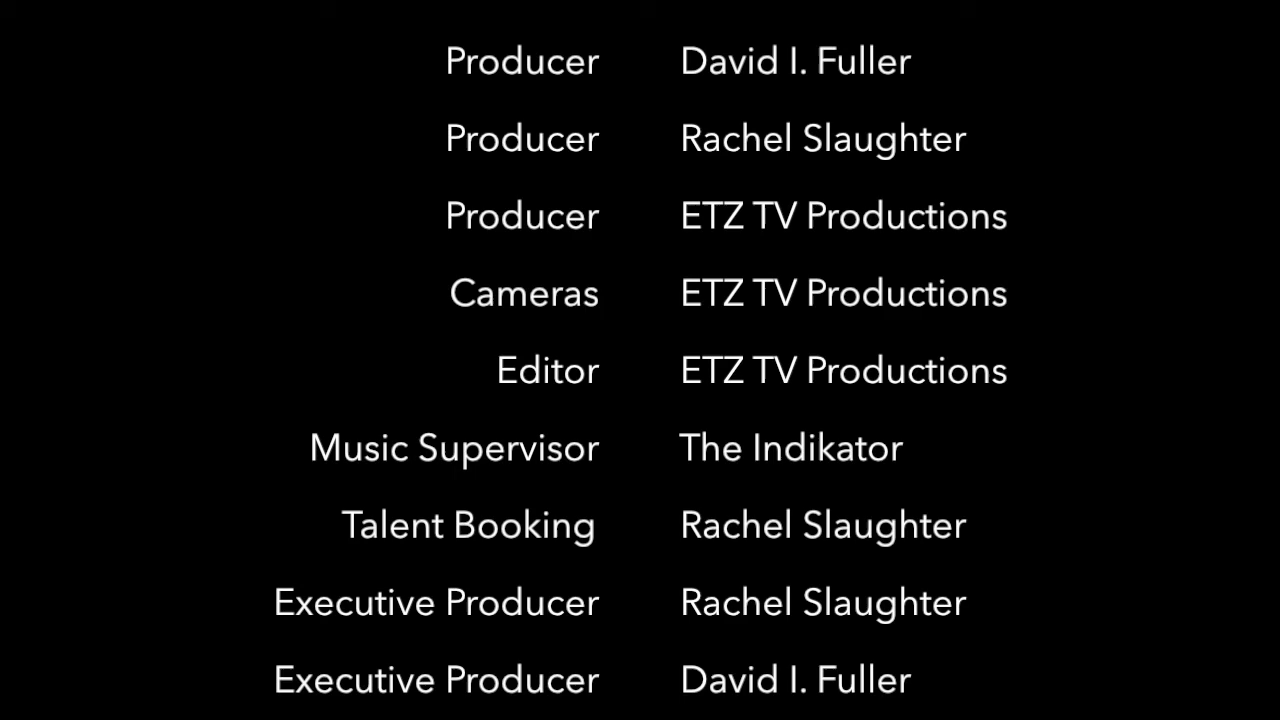 Producer David I. Fuller
Producer Rachel Slaughter
Producer ETZ TV Productions
Cameras ETZ TV Productions
Editor ETZ TV Productions
Music Supervisor The Indikator
Talent Booking Rachel Slaughter
Executive Producer Rachel Slaughter
Executive Producer David I. Fuller